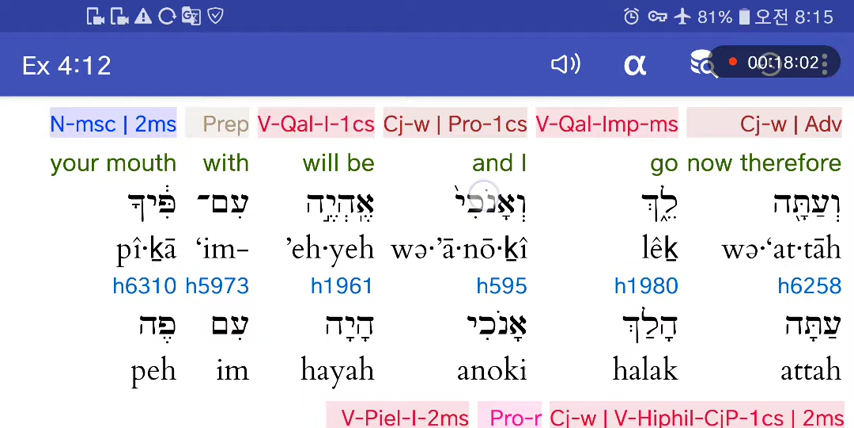 81% 오전 8:15
Ex 4:12 α 00:18:02
N-msc | 2ms Prep V-Qal-I-1cs Cj-w | Pro-1cs V-Qal-Imp-ms Cj-w | Adv
your mouth with will be and I go now therefore
וְעַתָּ֖ה לֵ֑ךְ וְאָנֹכִי֙ אֶֽהְיֶ֣ה עִם־ פִּ֔יךָ
pî·ḵā ‘im- ’eh·yeh wə·’ā·nō·ḵî lêḵ wə·‘at·tāh
h6310 h5973 h1961 h595 h1980 h6258
עַתָּה הָלַךְ אָנֹכִי הָיָה עִם פֶּה
peh im hayah anoki halak attah
V-Piel-I-2ms Pro-r Cj-w | V-Hiphil-CjP-1cs | 2ms